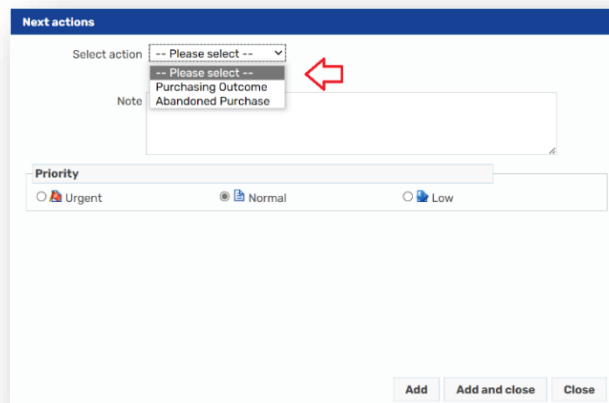 Next actions
Select action -- Please select --
-- Please select --
Purchasing Outcome
Abandoned Purchase
Note
Priority
Urgent Normal Low
Add Add and close Close